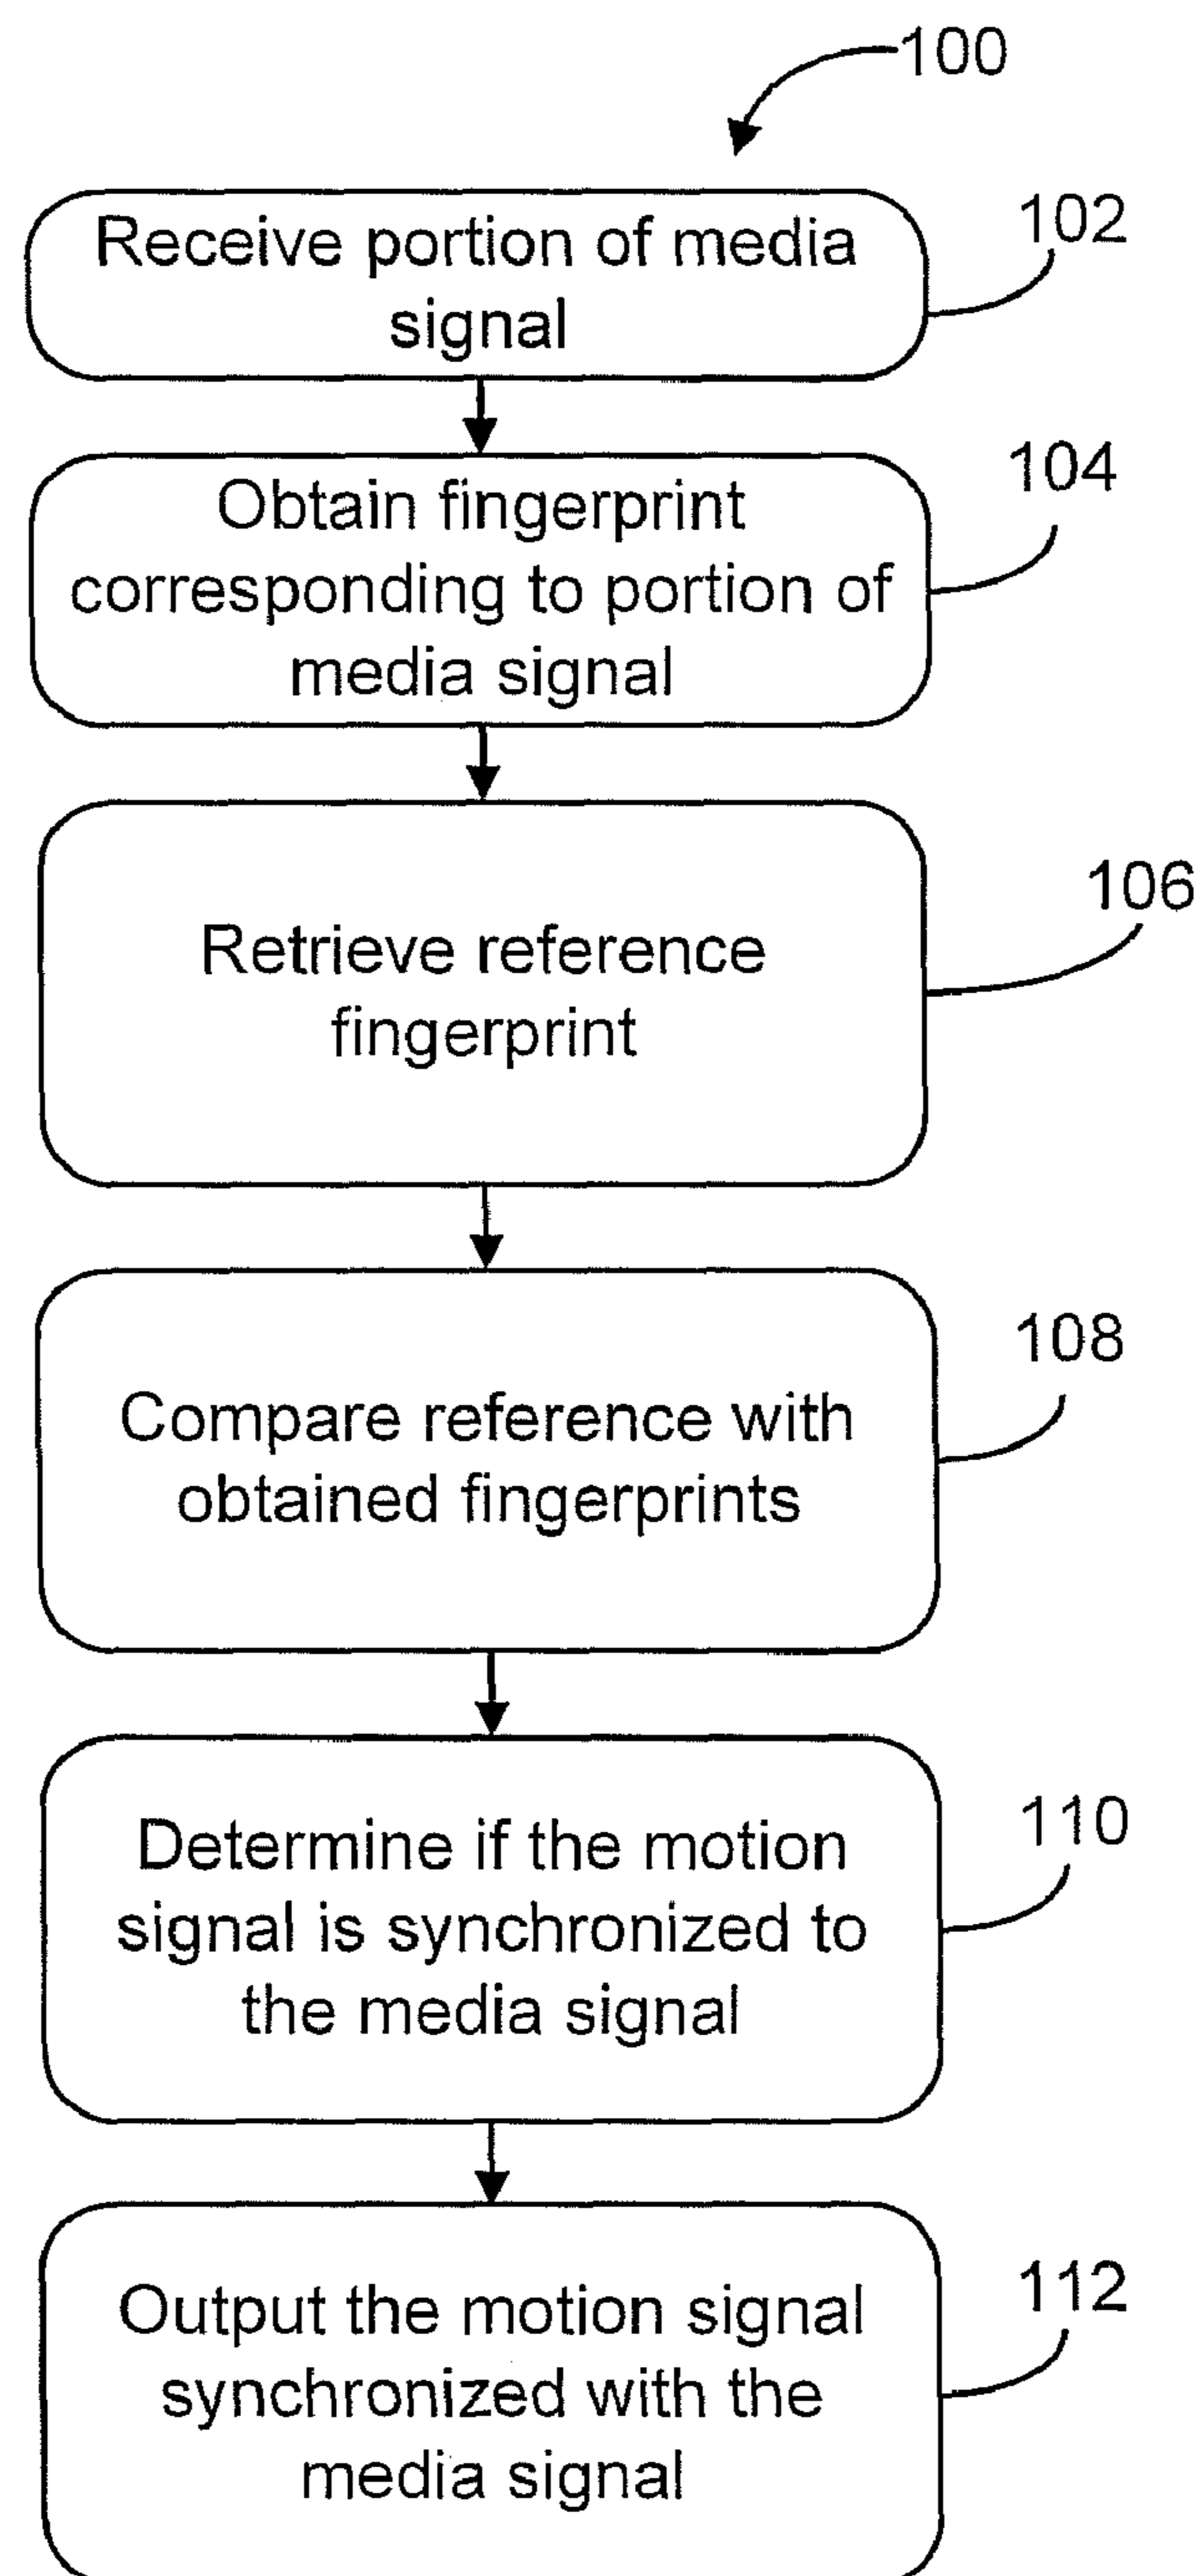 100
Receive portion of media
signal
102
Obtain fingerprint
corresponding to portion of
media signal
104
Retrieve reference
fingerprint
106
Compare reference with
obtained fingerprints
108
Determine if the motion
signal is synchronized to
the media signal
110
Output the motion signal
synchronized with the
media signal
112